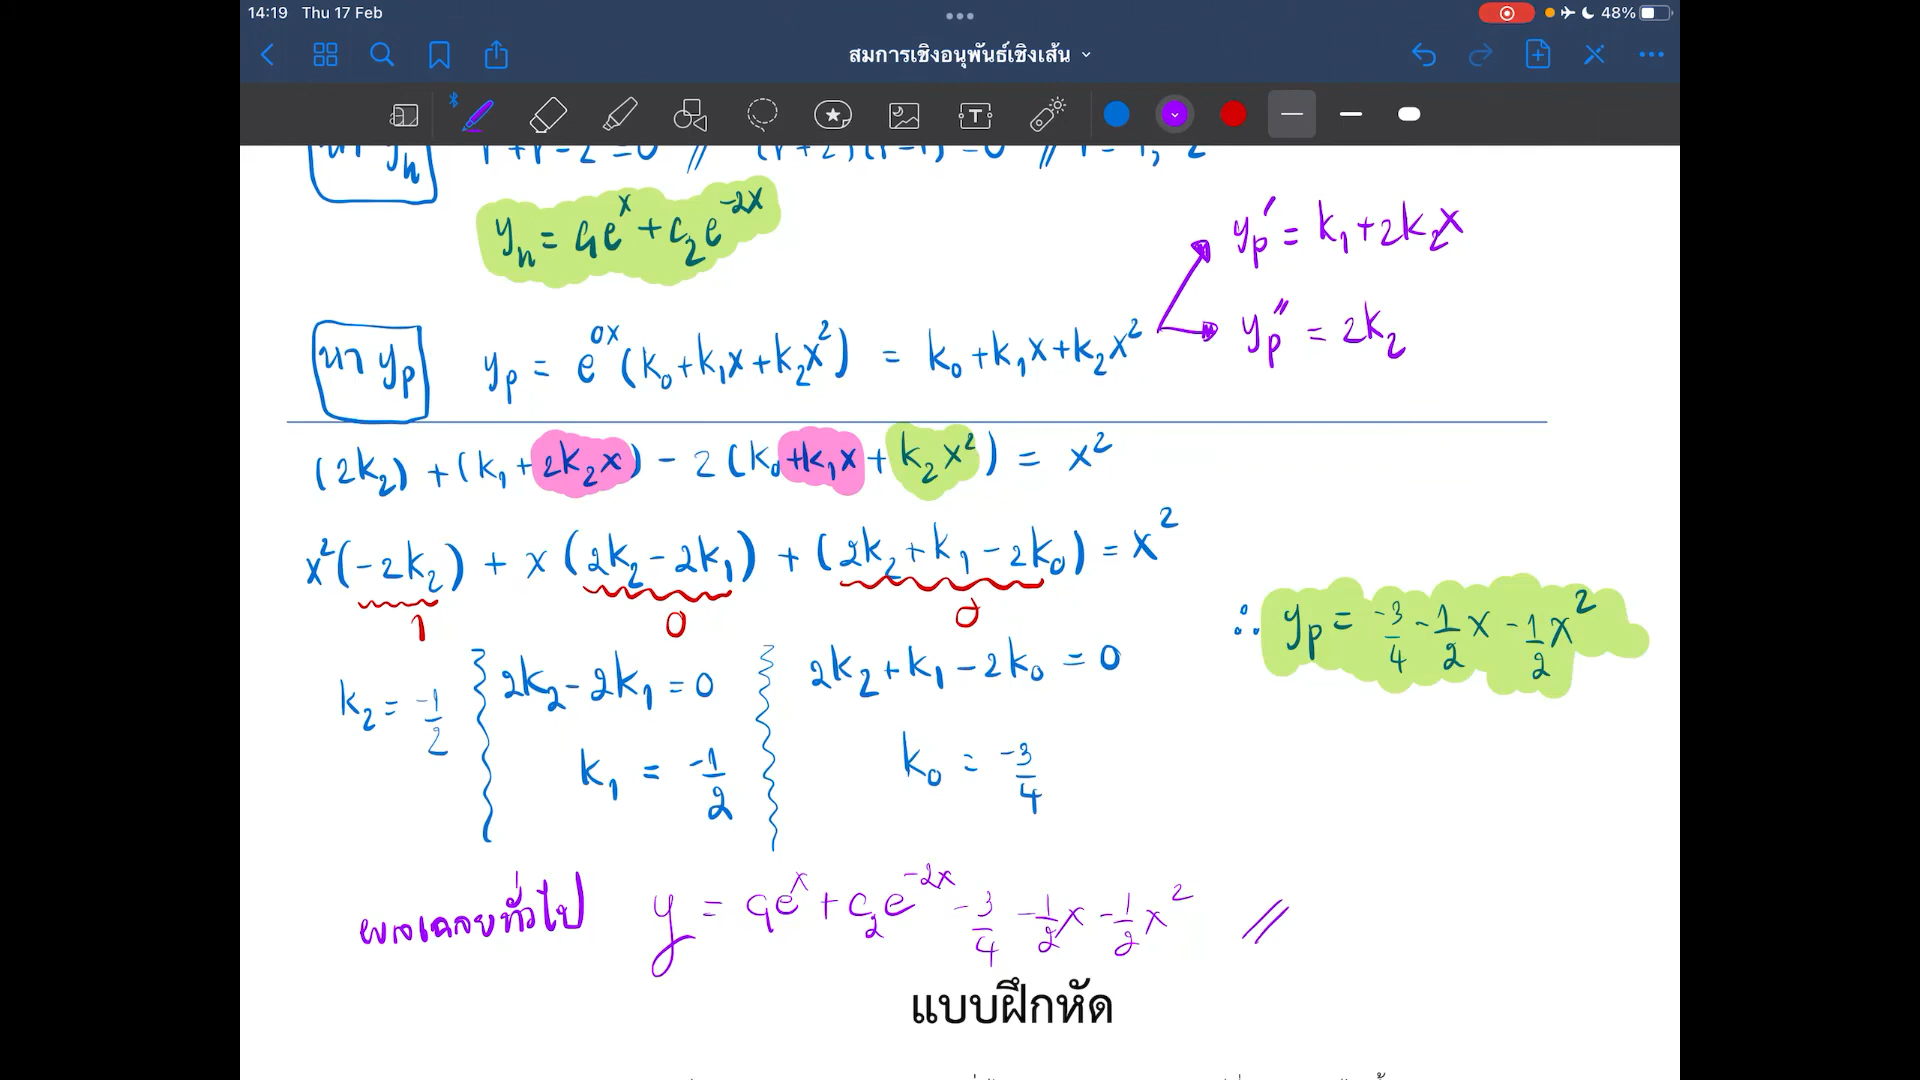 14:19 Thu 17 Feb
48%
สมการเชิงอนุพันธ์เชิงเส้น
y_h = c₁e^x + c₂e^{-2x}
y_p' = k₁+2k₂x
y_p'' = 2k₂
หา y_p
y_p = e^{0x}(k₀+k₁x+k₂x²) = k₀+k₁x+k₂x²
(2k₂) + (k₁+2k₂x) - 2(k₀+k₁x+k₂x²) = x²
x²(-2k₂) + x(2k₂-2k₁) + (2k₂+k₁-2k₀) = x²
1 0 0
∴ y_p = -3/4 - 1/2 x - 1/2 x²
k₂ = -1/2
2k₂-2k₁ = 0
2k₂+k₁-2k₀ = 0
k₁ = -1/2
k₀ = -3/4
ผลเฉลยทั่วไป y = c₁e^x + c₂e^{-2x} - 3/4 - 1/2 x - 1/2 x² //
แบบฝึกหัด